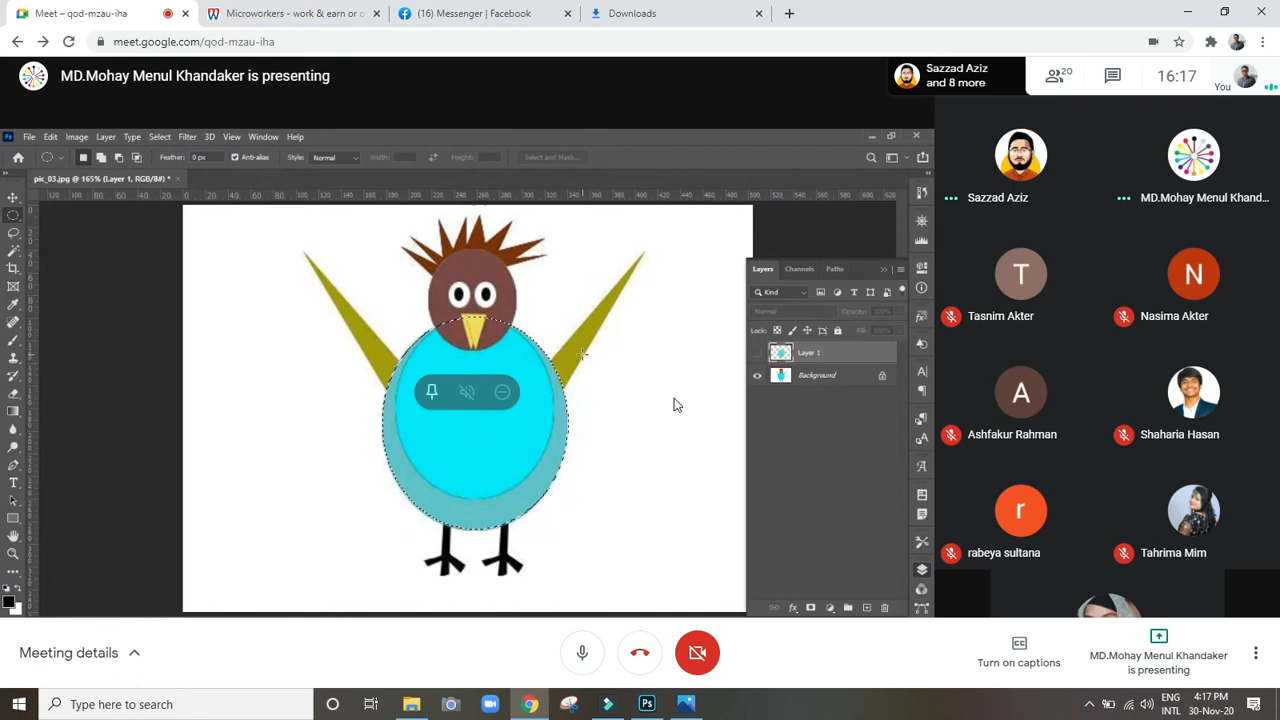 Meet – qod-mzau-iha
Microworkers - work & earn or c
(16) Messenger | Facebook
Downloads
meet.google.com/qod-mzau-iha
MD.Mohay Menul Khandaker is presenting
Sazzad Aziz
and 8 more
20
16:17
You
File Edit Image Layer Type Select Filter 3D View Window Help
Feather: 0 px Anti-alias Style: Normal Width: Height: Select and Mask...
pic_03.jpg @ 165% (Layer 1, RGB/8#) *
Layers Channels Paths
Kind
Normal Opacity: 100%
Lock: Fill: 100%
Layer 1
Background
Sazzad Aziz
MD.Mohay Menul Khand...
T
Tasnim Akter
N
Nasima Akter
A
Ashfakur Rahman
Shaharia Hasan
r
rabeya sultana
Tahrima Mim
Meeting details
Turn on captions
MD.Mohay Menul Khandaker
is presenting
Type here to search
ENG
INTL
4:17 PM
30-Nov-20